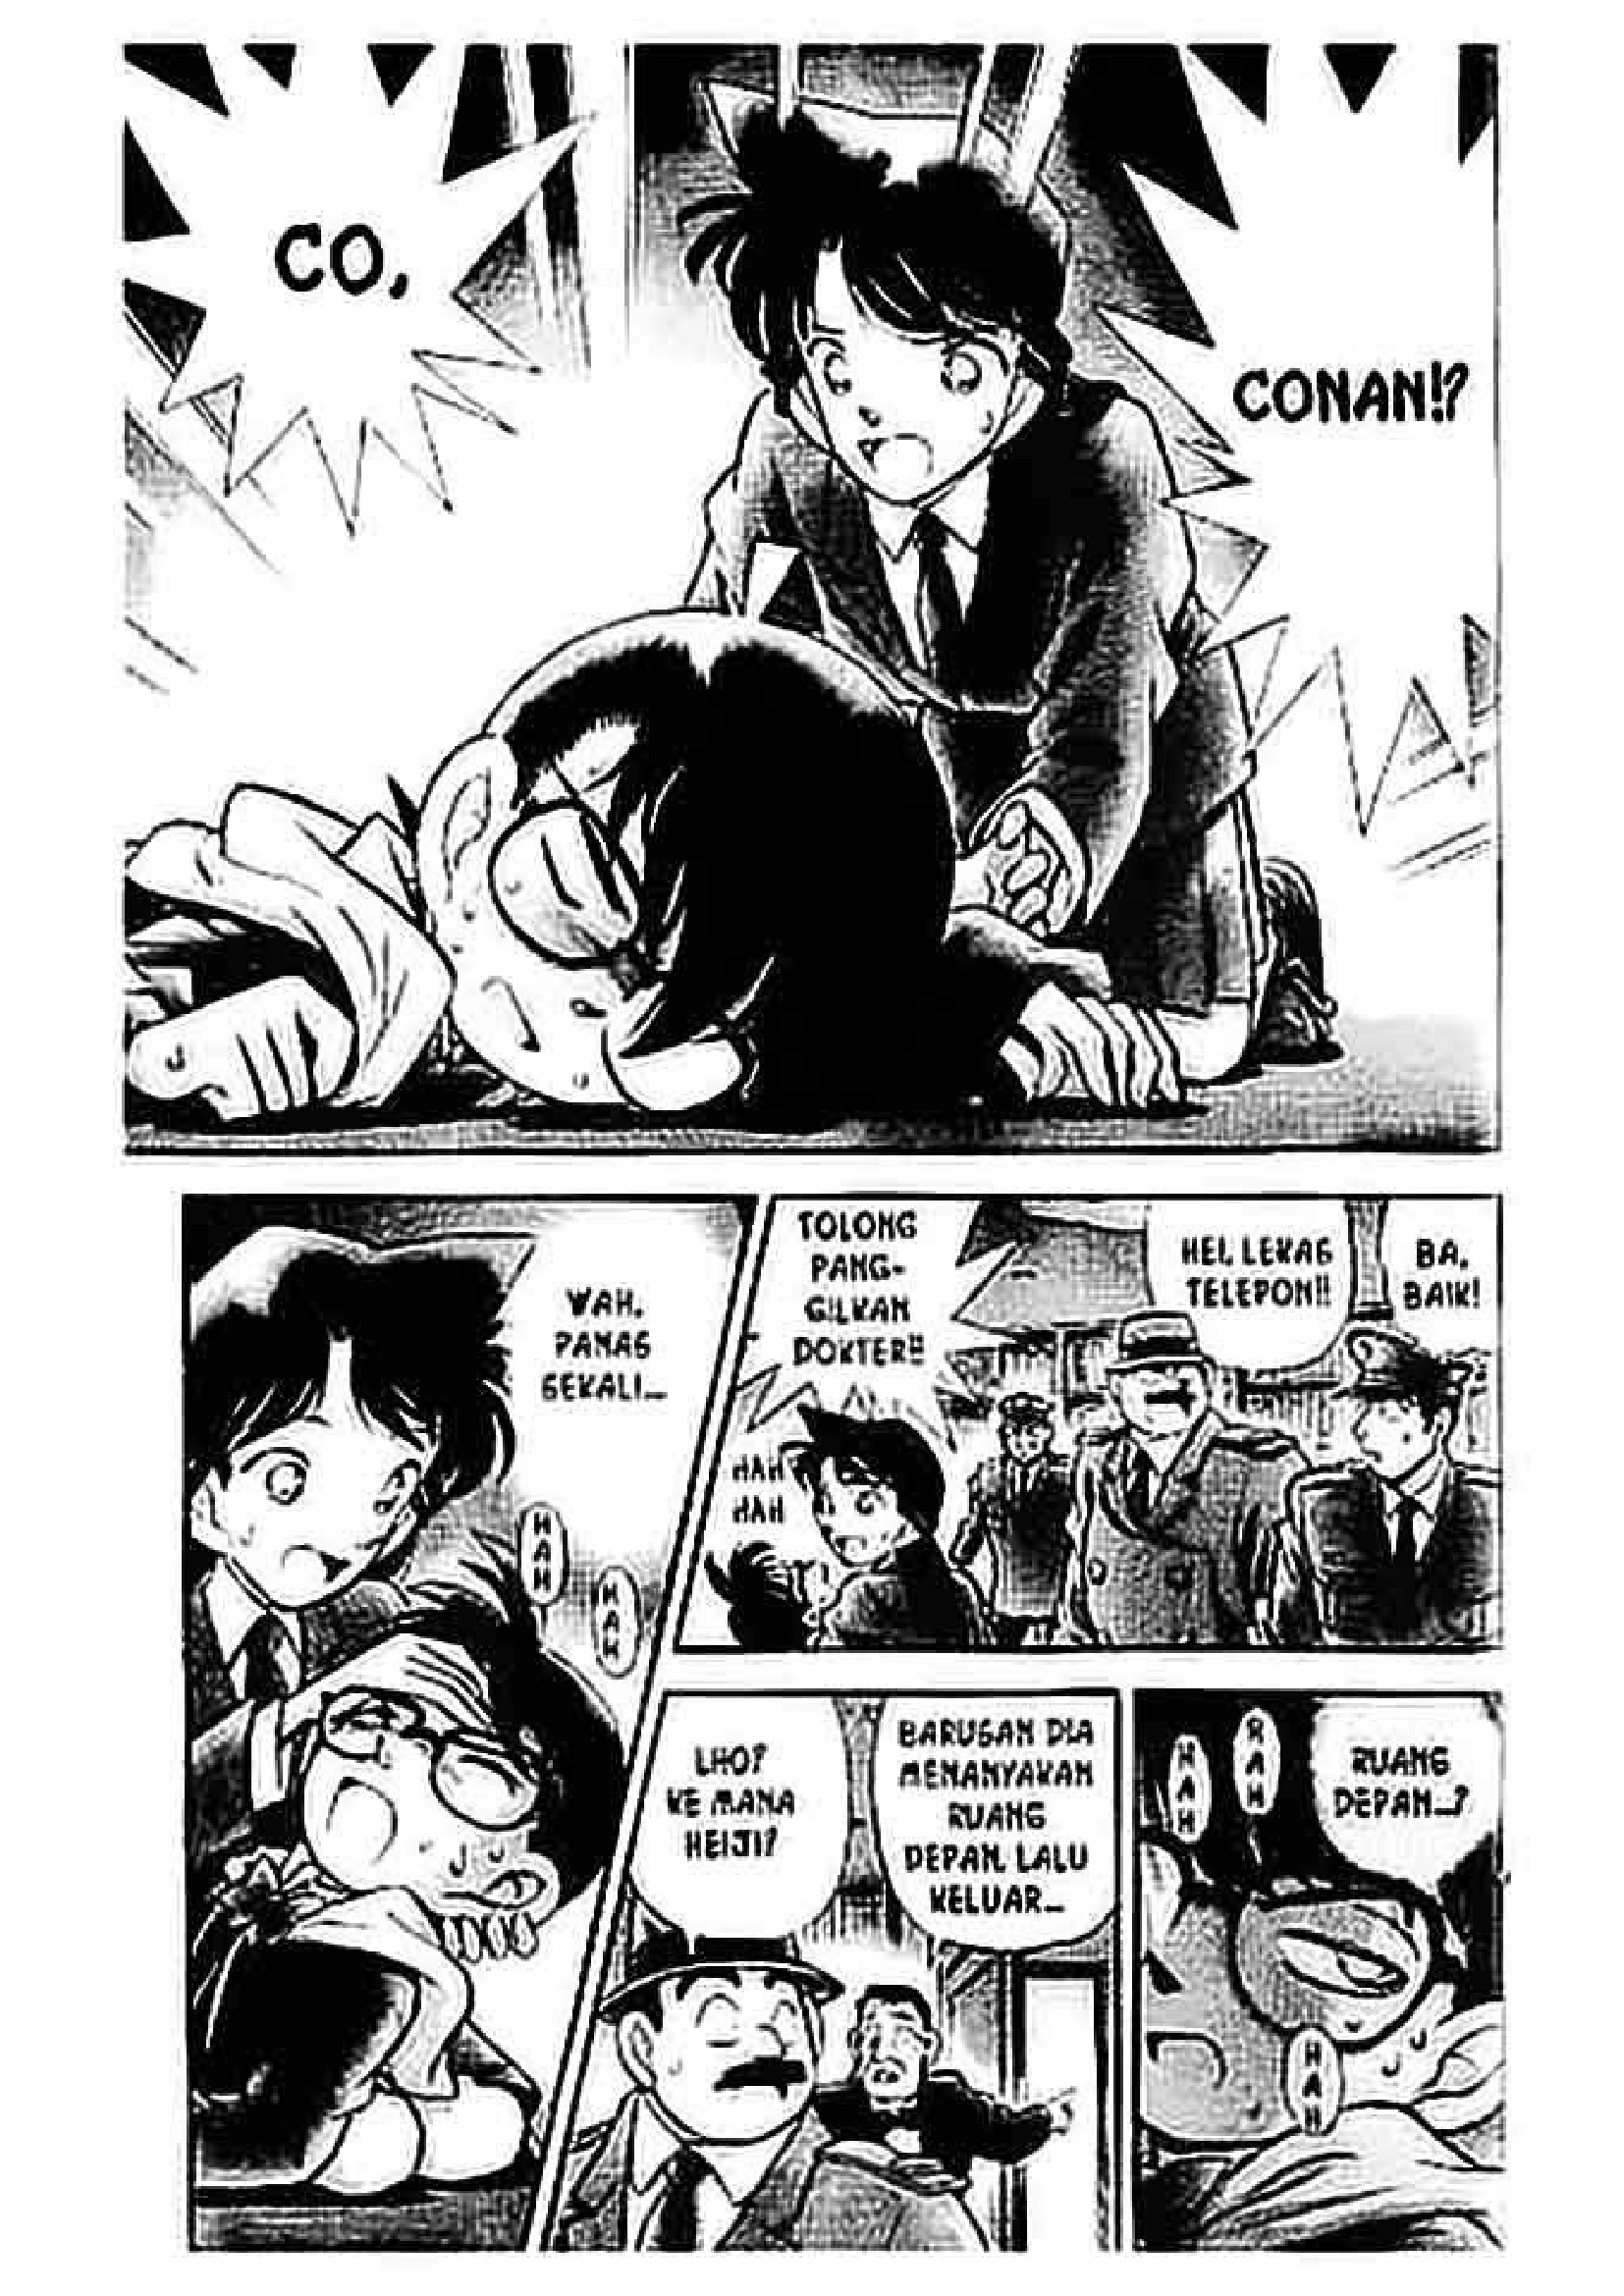 CO,
CONAN!?
WAH,
PANAS
SEKALI...
HAH
HAH
TOLONG
PANG-
GILKAN
DOKTER!!
HAH
HAH
HEI, LEKAS
TELEPON!!
BA,
BAIK!
LHO?
KE MANA
HEIJI?
BARUSAN DIA
MENANYAKAN
RUANG
DEPAN, LALU
KELUAR...
HAH
HAH
RUANG
DEPAN...?
HAH